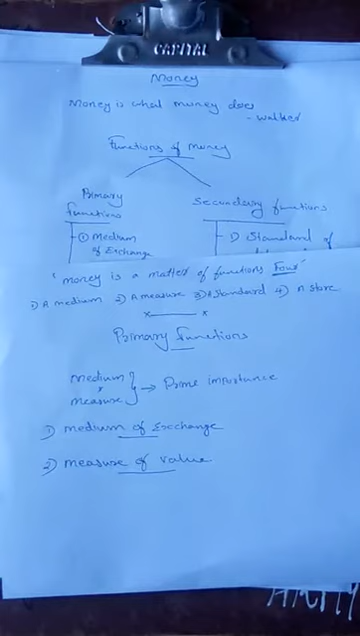 CAPITAL
Money
Money is what money does
- Walker
Functions of money
Primary functions
Secondary functions
① Medium of Exchange
1) Standard of
"money is a matter of functions Four"
1) A medium 2) A measure 3) A standard 4) A store
x———x
Primary Functions
medium
x
measure
} → Prime importance
1) medium of Exchange
2) measure of value